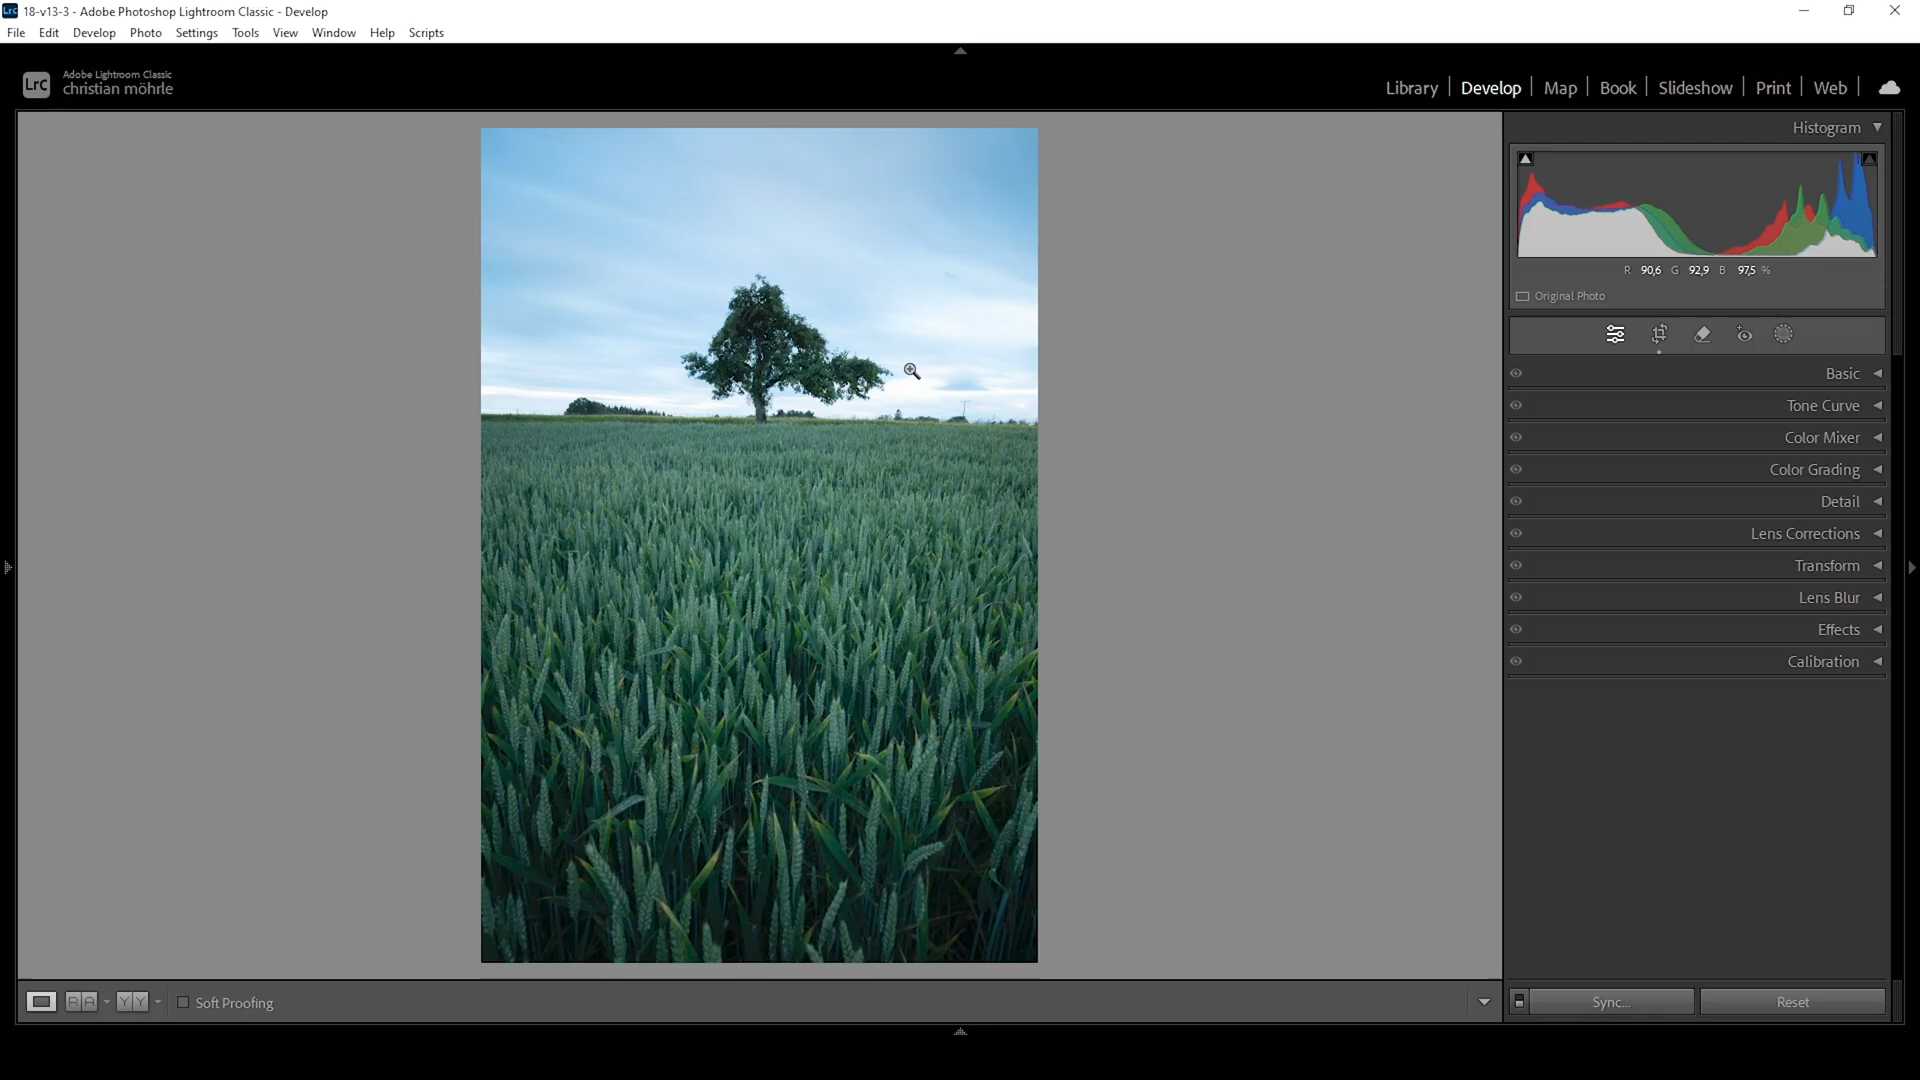 Lrc 18-v13-3 - Adobe Photoshop Lightroom Classic - Develop
File Edit Develop Photo Settings Tools View Window Help Scripts
LrC Adobe Lightroom Classic
christian möhrle
Library | Develop | Map | Book | Slideshow | Print | Web |
Histogram
R 90,6 G 92,9 B 97,5 %
Original Photo
Basic
Tone Curve
Color Mixer
Color Grading
Detail
Lens Corrections
Transform
Lens Blur
Effects
Calibration
R A Y Y Soft Proofing
Sync... Reset